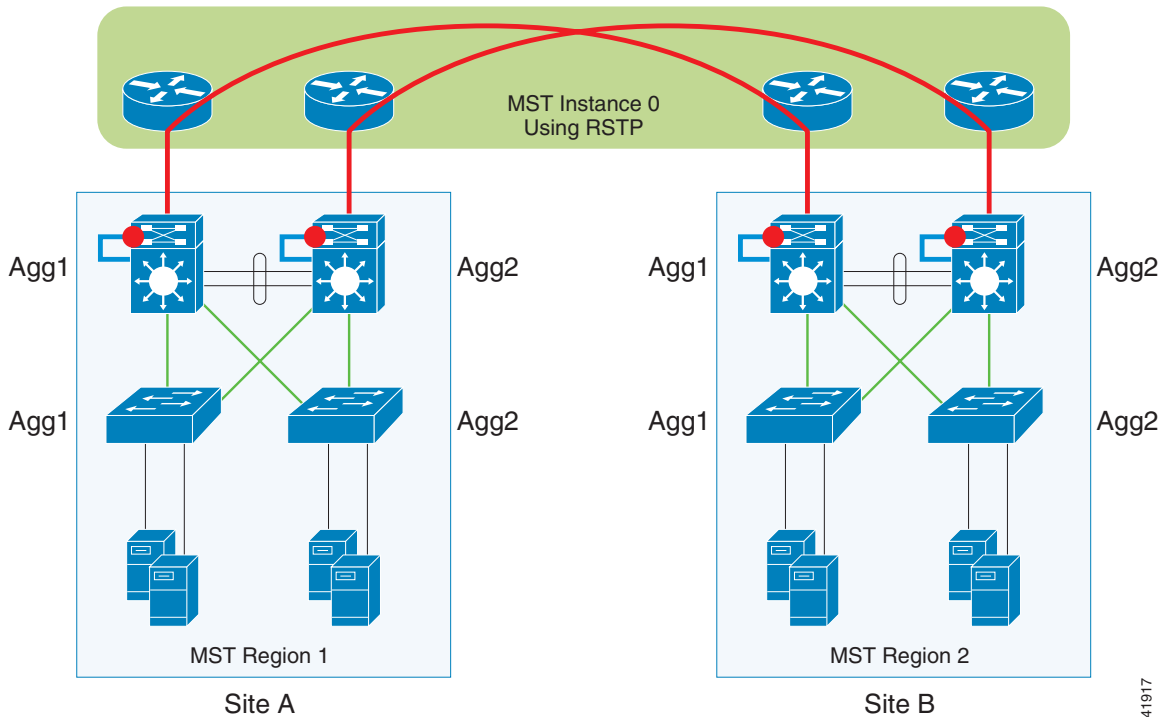 MST Instance 0
Using RSTP
Agg1
Agg2
Agg1
Agg2
Agg1
Agg2
Agg1
Agg2
MST Region 1
MST Region 2
Site A
Site B
41917